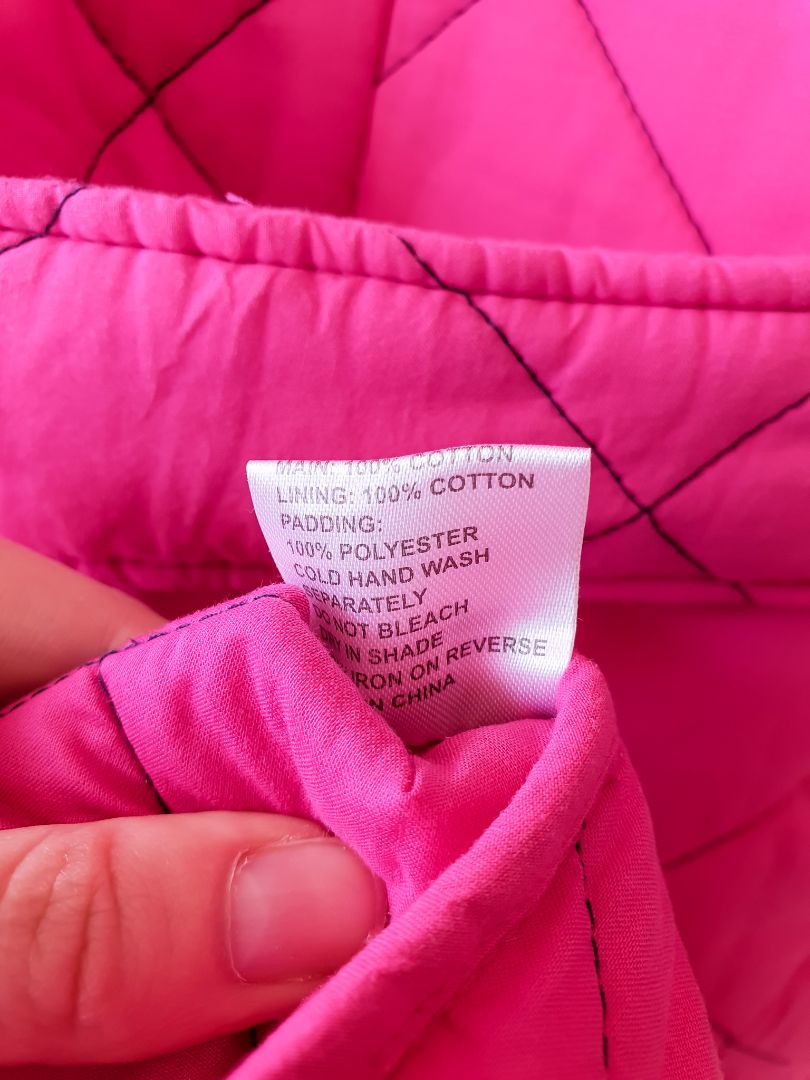 MAIN: 100% COTTON
LINING: 100% COTTON
PADDING:
100% POLYESTER
COLD HAND WASH
SEPARATELY
DO NOT BLEACH
DRY IN SHADE
IRON ON REVERSE
IN CHINA